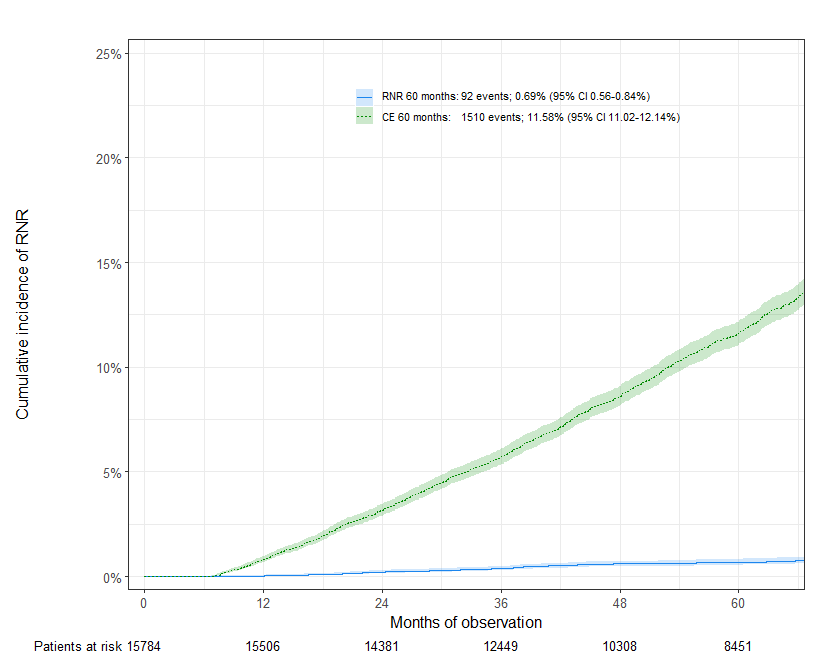 25%
RNR 60 months: 92 events; 0.69% (95% CI 0.56-0.84%)
CE 60 months: 1510 events; 11.58% (95% CI 11.02-12.14%)
20%
15%
Cumulative incidence of RNR
10%
5%
0%
0 12 24 36 48 60
Months of observation
Patients at risk 15784 15506 14381 12449 10308 8451